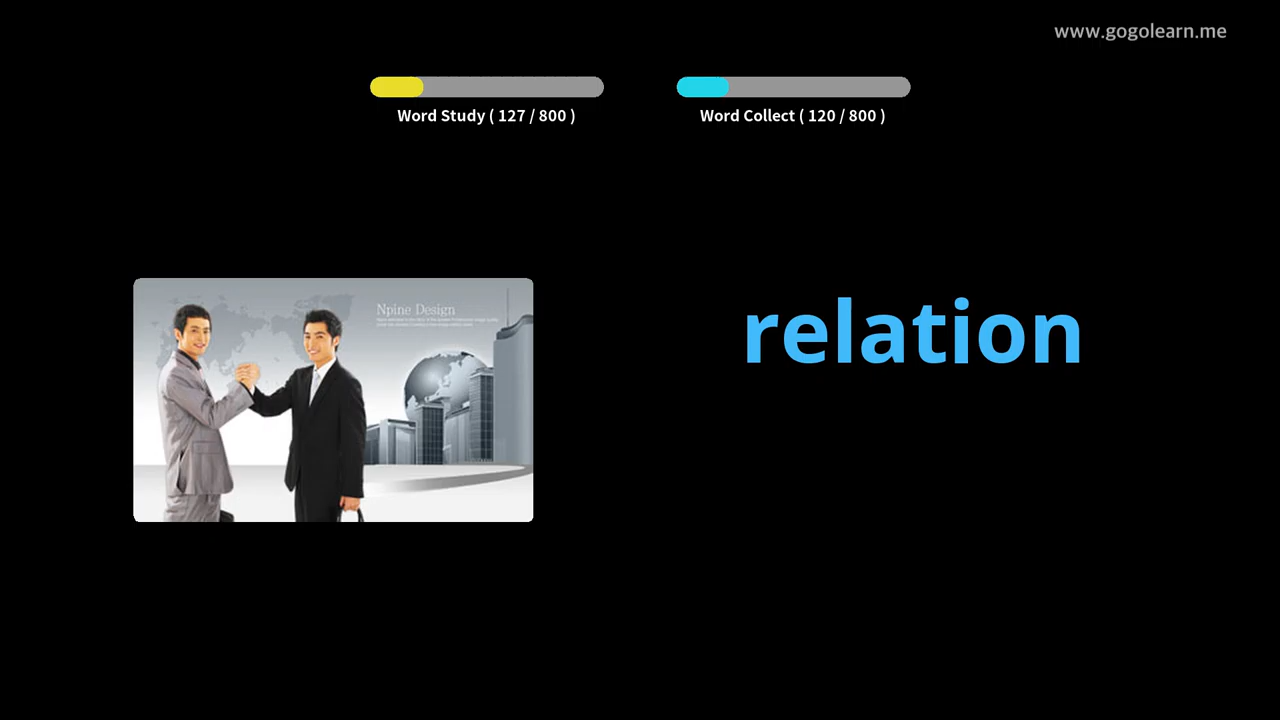 www.gogolearn.me
Word Study ( 127 / 800 )
Word Collect ( 120 / 800 )
Npine Design
relation